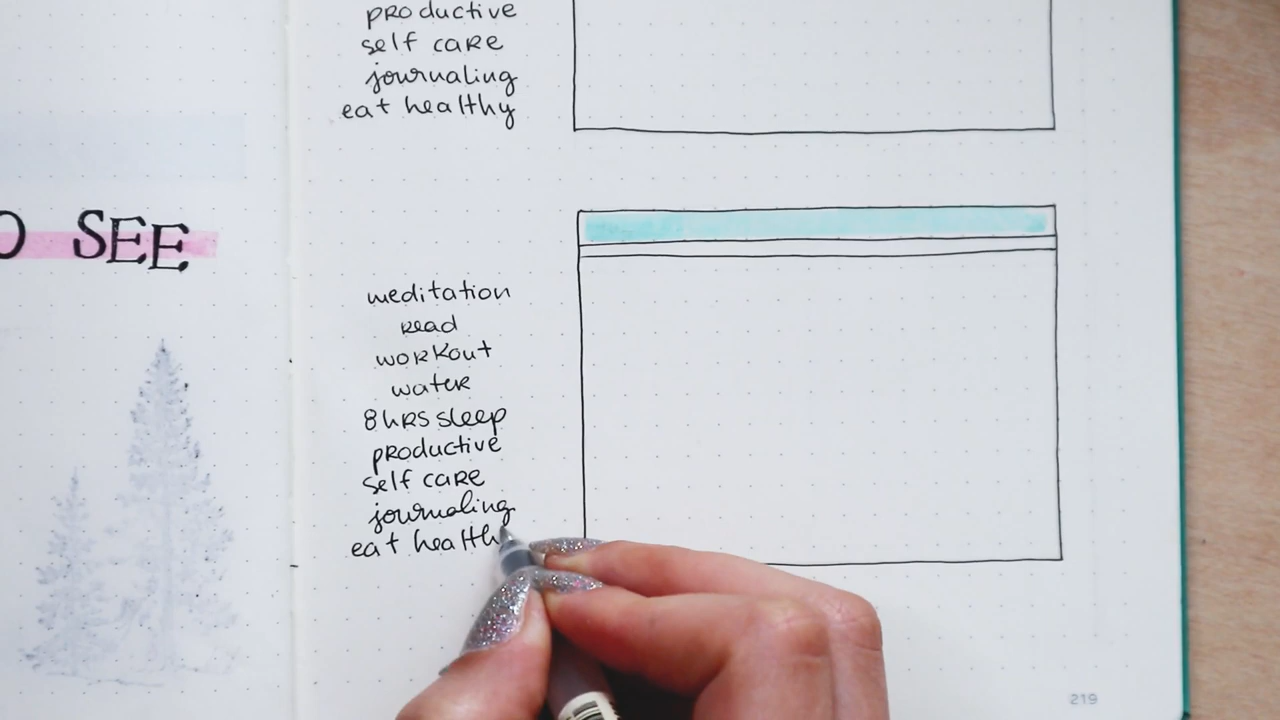 productive
self care
journaling
eat healthy
O SEE
meditation
read
workout
water
8 hrs sleep
productive
self care
journaling
eat health
219